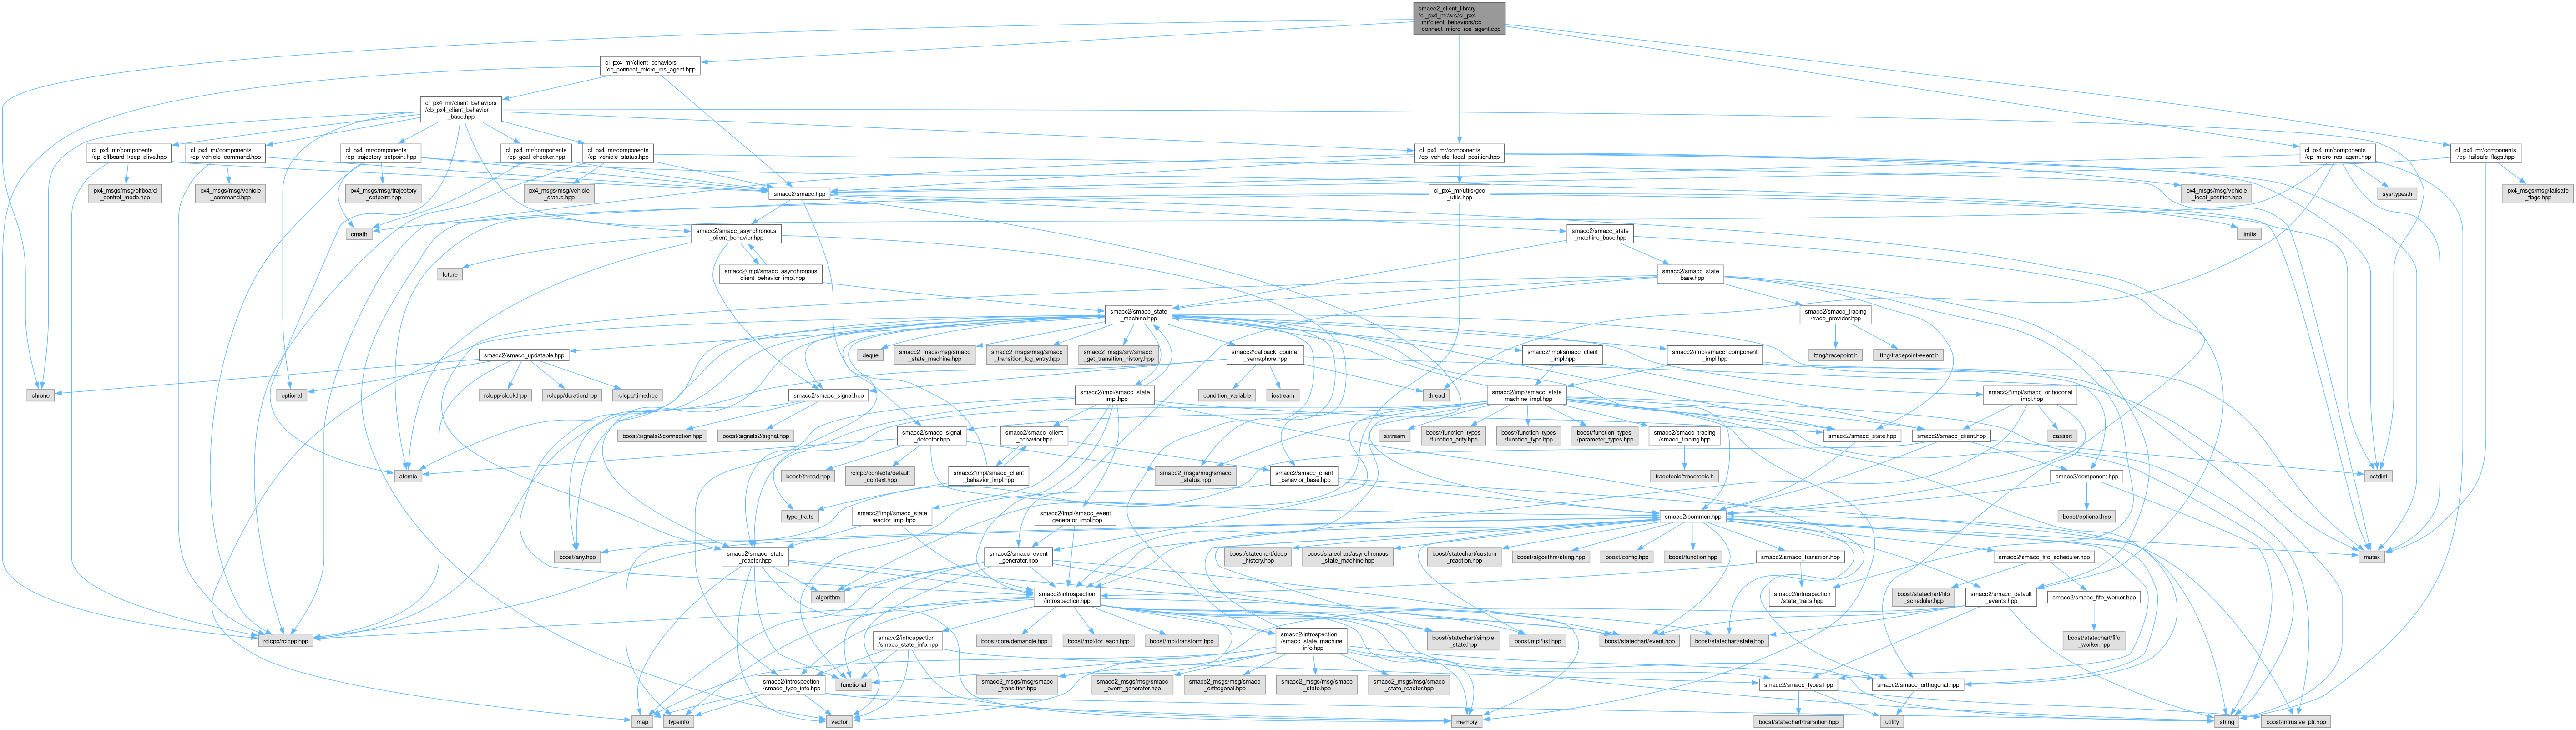 smacc2_client_library
/cl_px4_mr/src/cl_px4
_mr/client_behaviors/cb
_connect_micro_ros_agent.cpp
cl_px4_mr/client_behaviors
/cb_connect_micro_ros_agent.hpp
cl_px4_mr/client_behaviors
/cb_px4_client_behavior
_base.hpp
cl_px4_mr/components
/cp_offboard_keep_alive.hpp
cl_px4_mr/components
/cp_vehicle_command.hpp
cl_px4_mr/components
/cp_trajectory_setpoint.hpp
cl_px4_mr/components
/cp_goal_checker.hpp
cl_px4_mr/components
/cp_vehicle_status.hpp
cl_px4_mr/components
/cp_vehicle_local_position.hpp
cl_px4_mr/components
/cp_micro_ros_agent.hpp
cl_px4_mr/components
/cp_failsafe_flags.hpp
px4_msgs/msg/offboard
_control_mode.hpp
px4_msgs/msg/vehicle
_command.hpp
px4_msgs/msg/trajectory
_setpoint.hpp
px4_msgs/msg/vehicle
_status.hpp
smacc2/smacc.hpp
cl_px4_mr/utils/geo
_utils.hpp
px4_msgs/msg/vehicle
_local_position.hpp
sys/types.h
px4_msgs/msg/failsafe
_flags.hpp
cmath
smacc2/smacc_asynchronous
_client_behavior.hpp
smacc2/smacc_state
_machine_base.hpp
limits
future
smacc2/impl/smacc_asynchronous
_client_behavior_impl.hpp
smacc2/smacc_state
_base.hpp
smacc2/smacc_state
_machine.hpp
smacc2/smacc_tracing
/trace_provider.hpp
smacc2/smacc_updatable.hpp
deque
smacc2_msgs/msg/smacc
_state_machine.hpp
smacc2_msgs/msg/smacc
_transition_log_entry.hpp
smacc2_msgs/srv/smacc
_get_transition_history.hpp
smacc2/callback_counter
_semaphore.hpp
smacc2/impl/smacc_client
_impl.hpp
smacc2/impl/smacc_component
_impl.hpp
lttng/tracepoint.h
lttng/tracepoint-event.h
chrono
optional
rclcpp/clock.hpp
rclcpp/duration.hpp
rclcpp/time.hpp
smacc2/smacc_signal.hpp
smacc2/impl/smacc_state
_impl.hpp
condition_variable
iostream
thread
smacc2/impl/smacc_state
_machine_impl.hpp
smacc2/impl/smacc_orthogonal
_impl.hpp
boost/signals2/connection.hpp
boost/signals2/signal.hpp
smacc2/smacc_signal
_detector.hpp
smacc2/smacc_client
_behavior.hpp
sstream
boost/function_types
/function_arity.hpp
boost/function_types
/function_type.hpp
boost/function_types
/parameter_types.hpp
smacc2/smacc_tracing
/smacc_tracing.hpp
smacc2/smacc_state.hpp
smacc2/smacc_client.hpp
cassert
atomic
boost/thread.hpp
rclcpp/contexts/default
_context.hpp
smacc2/impl/smacc_client
_behavior_impl.hpp
smacc2_msgs/msg/smacc
_status.hpp
smacc2/smacc_client
_behavior_base.hpp
tracetools/tracetools.h
smacc2/component.hpp
cstdint
type_traits
smacc2/impl/smacc_state
_reactor_impl.hpp
smacc2/impl/smacc_event
_generator_impl.hpp
smacc2/common.hpp
boost/optional.hpp
boost/any.hpp
smacc2/smacc_state
_reactor.hpp
smacc2/smacc_event
_generator.hpp
boost/statechart/deep
_history.hpp
boost/statechart/asynchronous
_state_machine.hpp
boost/statechart/custom
_reaction.hpp
boost/algorithm/string.hpp
boost/config.hpp
boost/function.hpp
smacc2/smacc_transition.hpp
smacc2/smacc_fifo_scheduler.hpp
mutex
algorithm
smacc2/introspection
/introspection.hpp
smacc2/introspection
/state_traits.hpp
boost/statechart/fifo
_scheduler.hpp
smacc2/smacc_default
_events.hpp
smacc2/smacc_fifo_worker.hpp
rclcpp/rclcpp.hpp
smacc2/introspection
/smacc_state_info.hpp
boost/core/demangle.hpp
boost/mpl/for_each.hpp
boost/mpl/transform.hpp
smacc2/introspection
/smacc_state_machine
_info.hpp
boost/statechart/simple
_state.hpp
boost/mpl/list.hpp
boost/statechart/event.hpp
boost/statechart/state.hpp
boost/statechart/fifo
_worker.hpp
smacc2/introspection
/smacc_type_info.hpp
functional
smacc2_msgs/msg/smacc
_transition.hpp
smacc2_msgs/msg/smacc
_event_generator.hpp
smacc2_msgs/msg/smacc
_orthogonal.hpp
smacc2_msgs/msg/smacc
_state.hpp
smacc2_msgs/msg/smacc
_state_reactor.hpp
smacc2/smacc_types.hpp
smacc2/smacc_orthogonal.hpp
map
typeinfo
vector
memory
boost/statechart/transition.hpp
utility
string
boost/intrusive_ptr.hpp